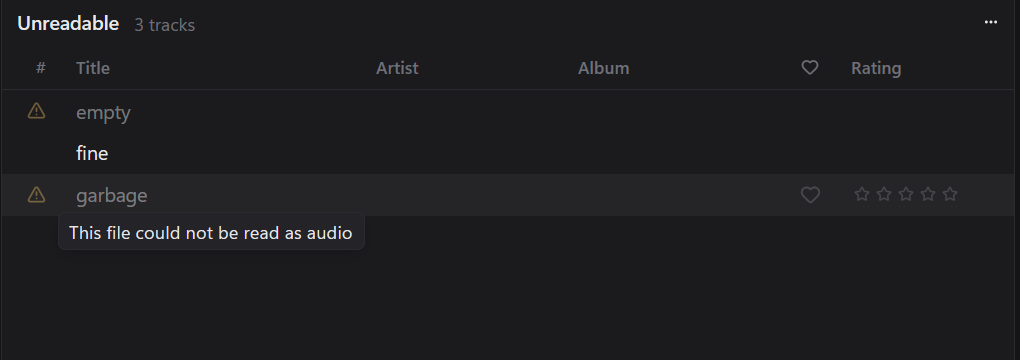 Unreadable 3 tracks ...
# Title Artist Album Rating
empty
fine
garbage
This file could not be read as audio